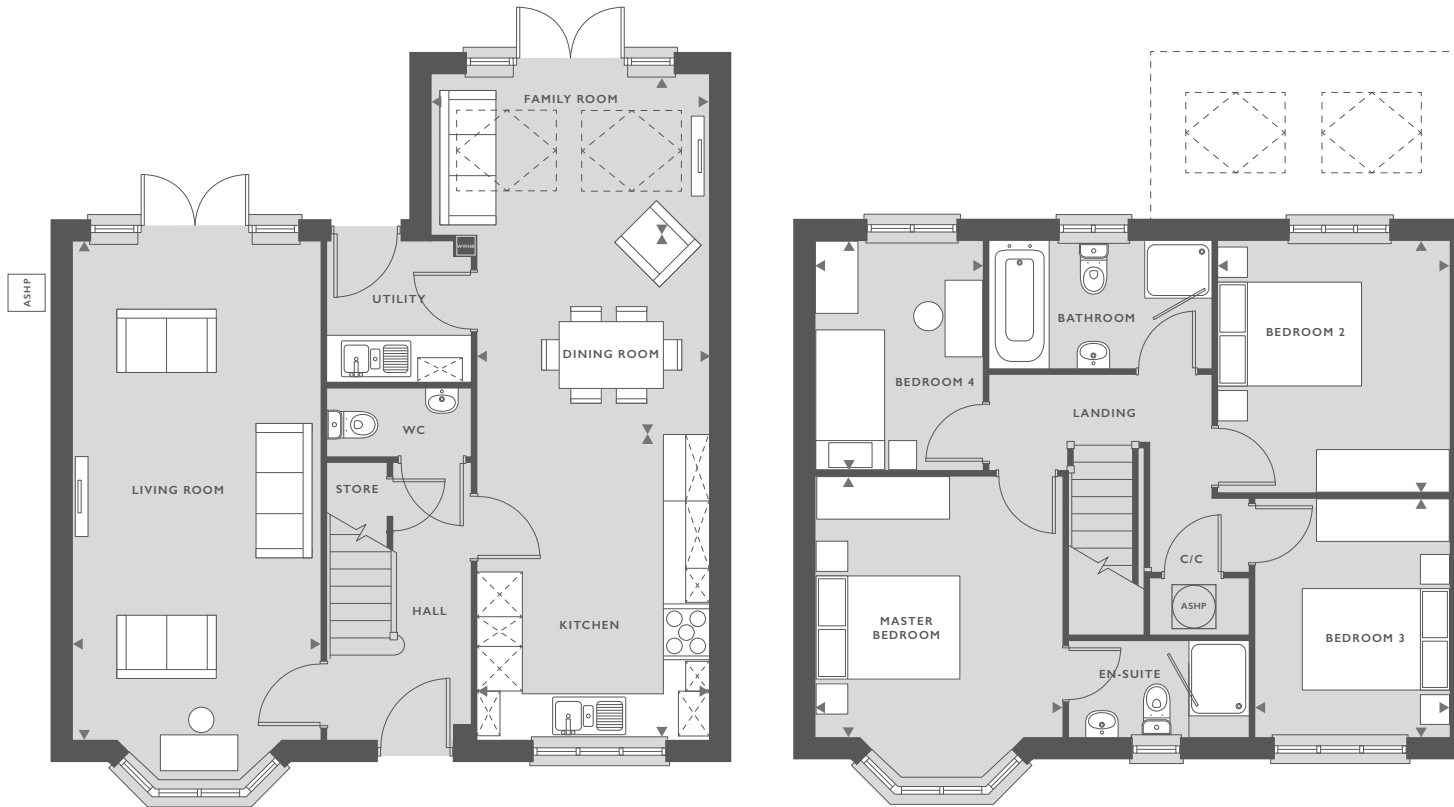 FAMILY ROOM
WWHR
ASHP
UTILITY
DINING ROOM
WC
LIVING ROOM
STORE
HALL
KITCHEN
BATHROOM
BEDROOM 2
BEDROOM 4
LANDING
C/C
ASHP
MASTER
BEDROOM
BEDROOM 3
EN-SUITE